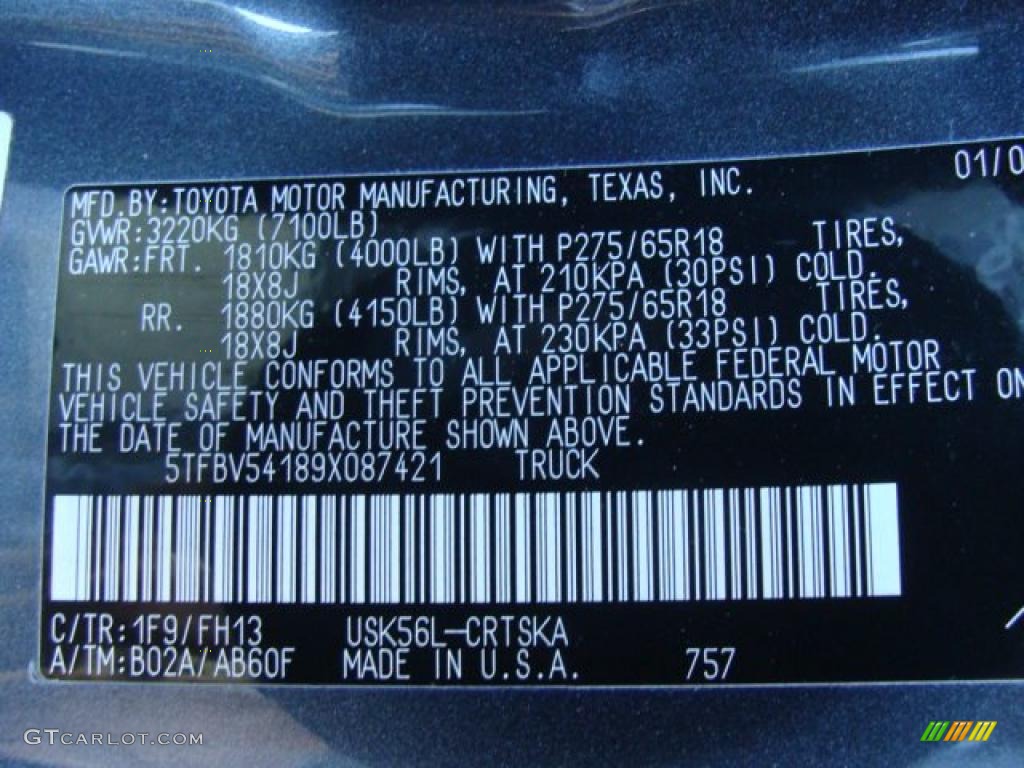 01/0
MFD.BY:TOYOTA MOTOR MANUFACTURING, TEXAS, INC.
GVWR:3220KG (7100LB)
GAWR:FRT. 1810KG (4000LB) WITH P275/65R18 TIRES,
18X8J RIMS, AT 210KPA (30PSI) COLD.
RR. 1880KG (4150LB) WITH P275/65R18 TIRES,
18X8J RIMS, AT 230KPA (33PSI) COLD.
THIS VEHICLE CONFORMS TO ALL APPLICABLE FEDERAL MOTOR
VEHICLE SAFETY AND THEFT PREVENTION STANDARDS IN EFFECT ON
THE DATE OF MANUFACTURE SHOWN ABOVE.
5TFBV54189X087421 TRUCK
C/TR:1F9/FH13 USK56L-CRTSKA
A/TM:B02A/AB60F MADE IN U.S.A. 757
GTCARLOT.COM